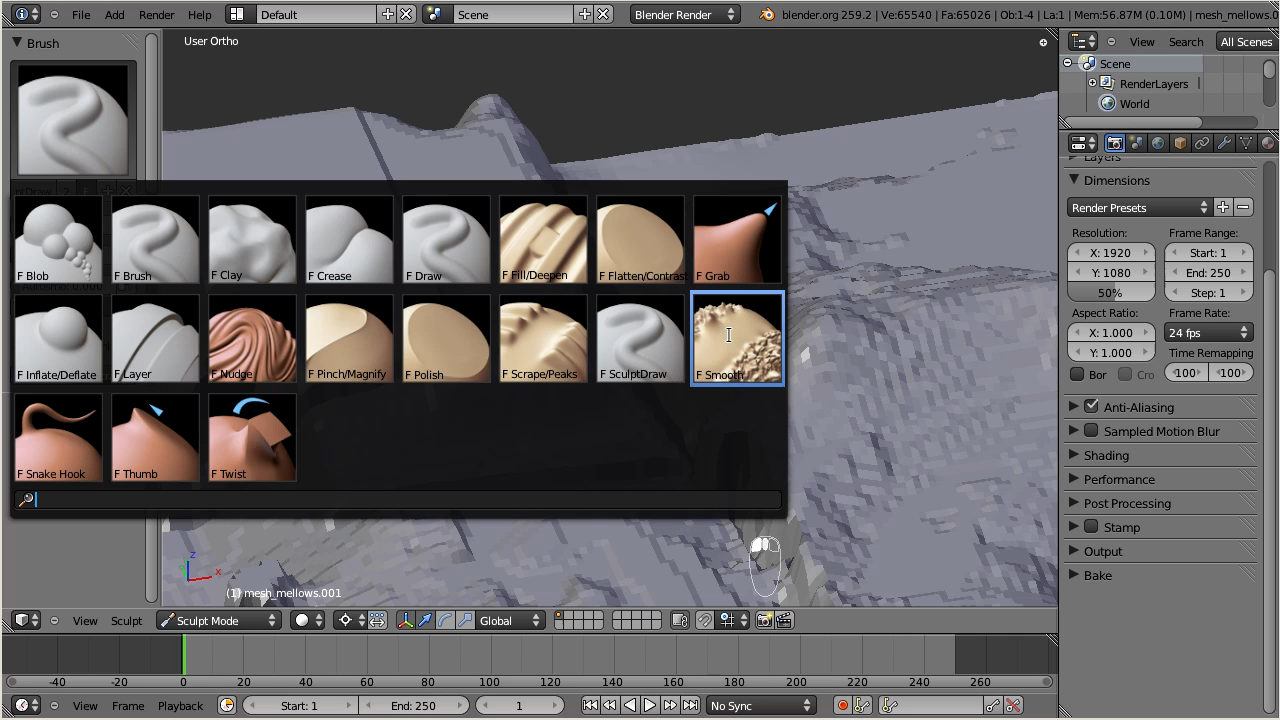 File Add Render Help Default Scene Blender Render blender.org 259.2 | Ve:65540 | Fa:65026 | Ob:1-4 | La:1 | Mem:56.87M (0.10M) | mesh_mellows.0
Brush
User Ortho
View Search All Scenes
Scene
RenderLayers
World
Layers
Dimensions
Render Presets
Resolution: Frame Range:
X: 1920 Start: 1
Y: 1080 End: 250
50% Step: 1
Aspect Ratio: Frame Rate:
X: 1.000 24 fps
Y: 1.000 Time Remapping
Bor Cro 100 100
Anti-Aliasing
Sampled Motion Blur
Shading
Performance
Post Processing
Stamp
Output
Bake
F Blob F Brush F Clay F Crease F Draw F Fill/Deepen F Flatten/Contrast F Grab
F Inflate/Deflate F Layer F Nudge F Pinch/Magnify F Polish F Scrape/Peaks F SculptDraw F Smooth
F Snake Hook F Thumb F Twist
z
x
(1) mesh_mellows.001
View Sculpt Sculpt Mode Global
-40 -20 0 20 40 60 80 100 120 140 160 180 200 220 240 260
View Frame Playback Start: 1 End: 250 1 No Sync